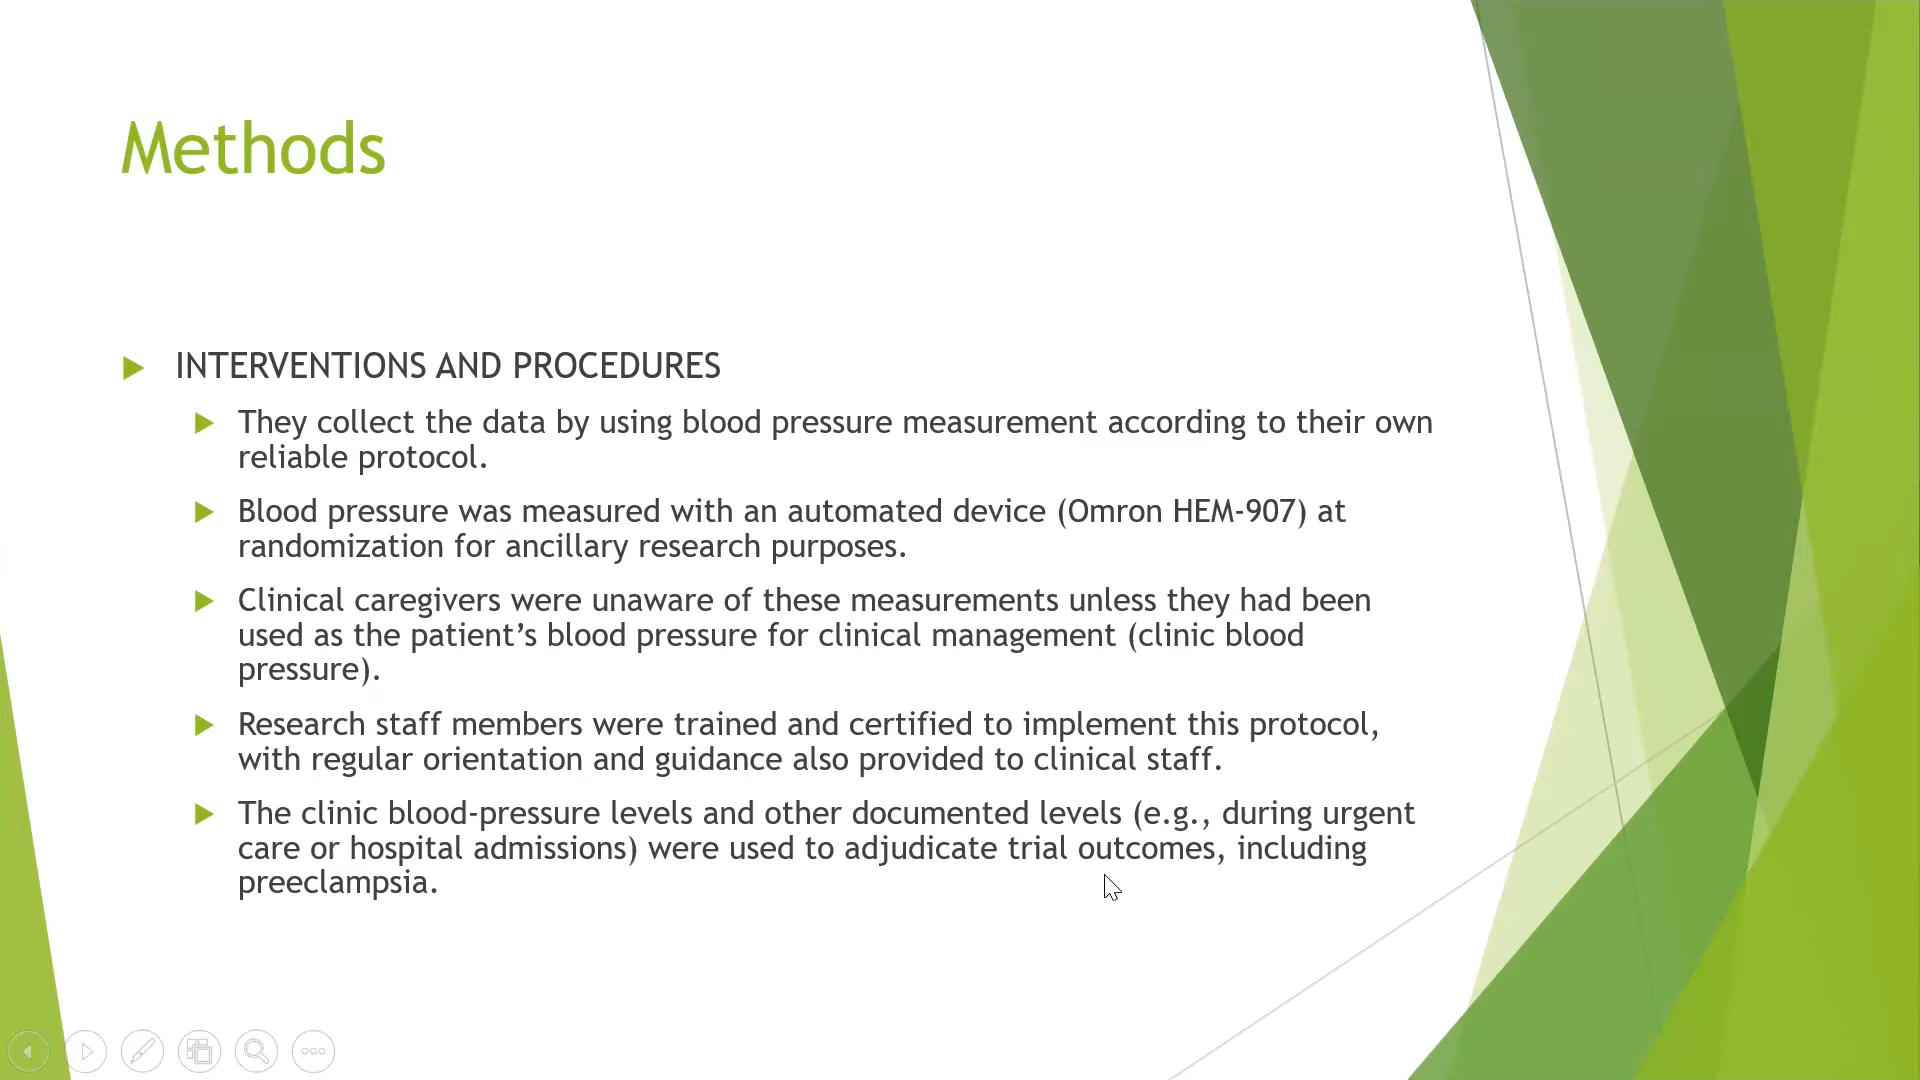 Methods
INTERVENTIONS AND PROCEDURES
They collect the data by using blood pressure measurement according to their own
reliable protocol.
Blood pressure was measured with an automated device (Omron HEM-907) at
randomization for ancillary research purposes.
Clinical caregivers were unaware of these measurements unless they had been
used as the patient’s blood pressure for clinical management (clinic blood
pressure).
Research staff members were trained and certified to implement this protocol,
with regular orientation and guidance also provided to clinical staff.
The clinic blood-pressure levels and other documented levels (e.g., during urgent
care or hospital admissions) were used to adjudicate trial outcomes, including
preeclampsia.